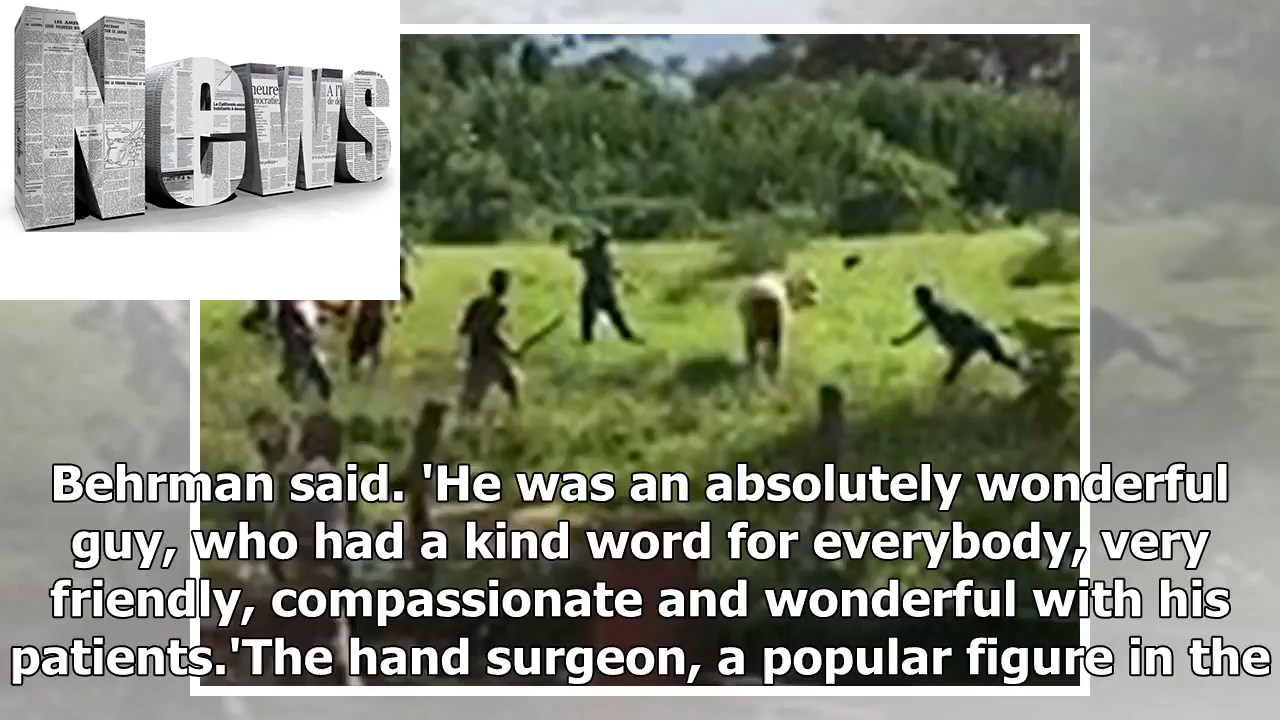 News
Behrman said. 'He was an absolutely wonderful
guy, who had a kind word for everybody, very
friendly, compassionate and wonderful with his
patients.'The hand surgeon, a popular figure in the